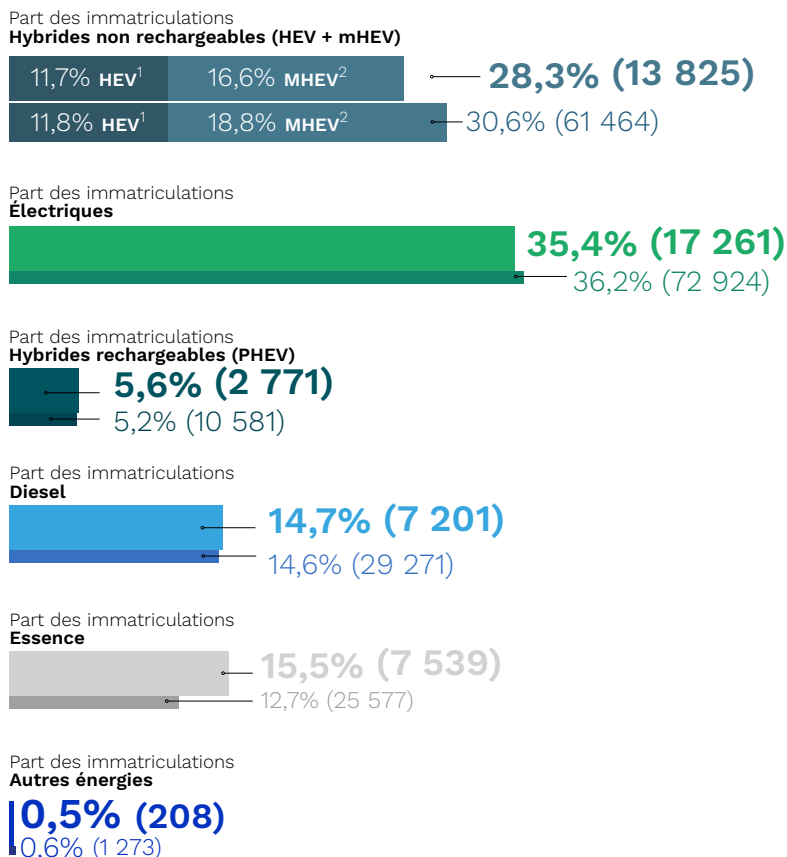 Part des immatriculations
Hybrides non rechargeables (HEV + mHEV)
11,7% HEV¹ 16,6% MHEV² 28,3% (13 825)
11,8% HEV¹ 18,8% MHEV² 30,6% (61 464)
Part des immatriculations
Électriques
35,4% (17 261)
36,2% (72 924)
Part des immatriculations
Hybrides rechargeables (PHEV)
5,6% (2 771)
5,2% (10 581)
Part des immatriculations
Diesel
14,7% (7 201)
14,6% (29 271)
Part des immatriculations
Essence
15,5% (7 539)
12,7% (25 577)
Part des immatriculations
Autres énergies
0,5% (208)
0,6% (1 273)